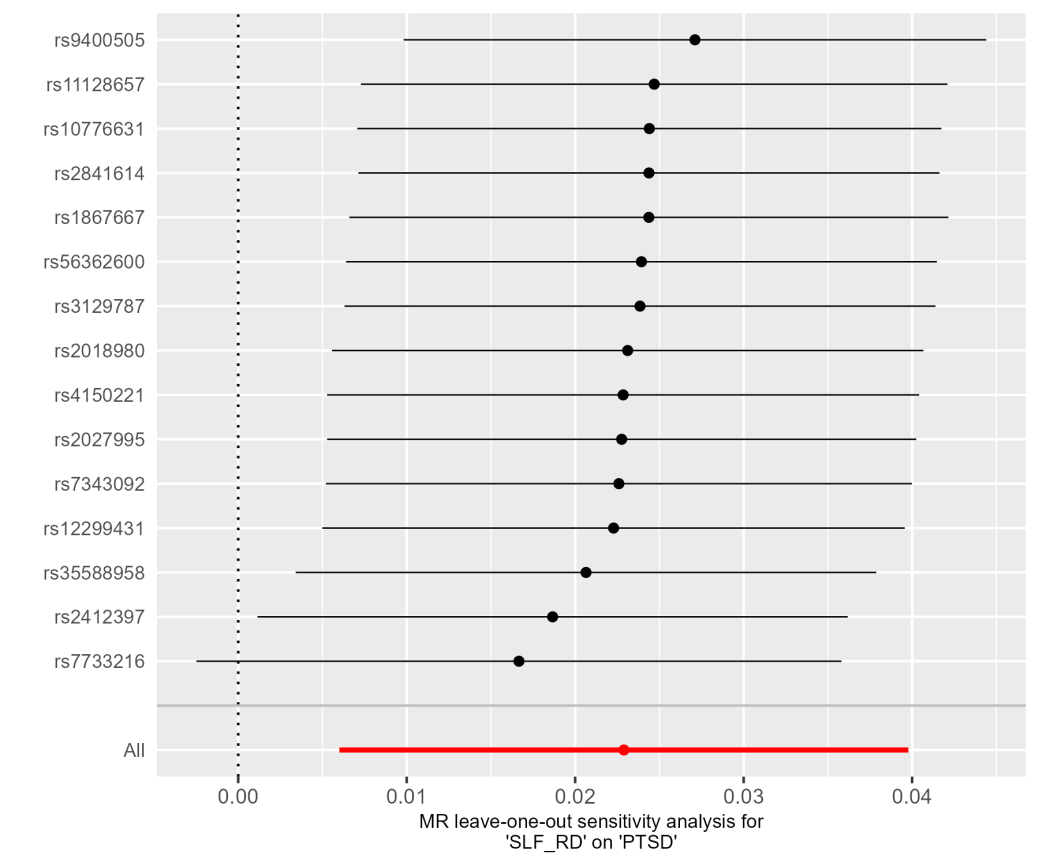 rs9400505
rs11128657
rs10776631
rs2841614
rs1867667
rs56362600
rs3129787
rs2018980
rs4150221
rs2027995
rs7343092
rs12299431
rs35588958
rs2412397
rs7733216
All
0.00 0.01 0.02 0.03 0.04
MR leave-one-out sensitivity analysis for
'SLF_RD' on 'PTSD'